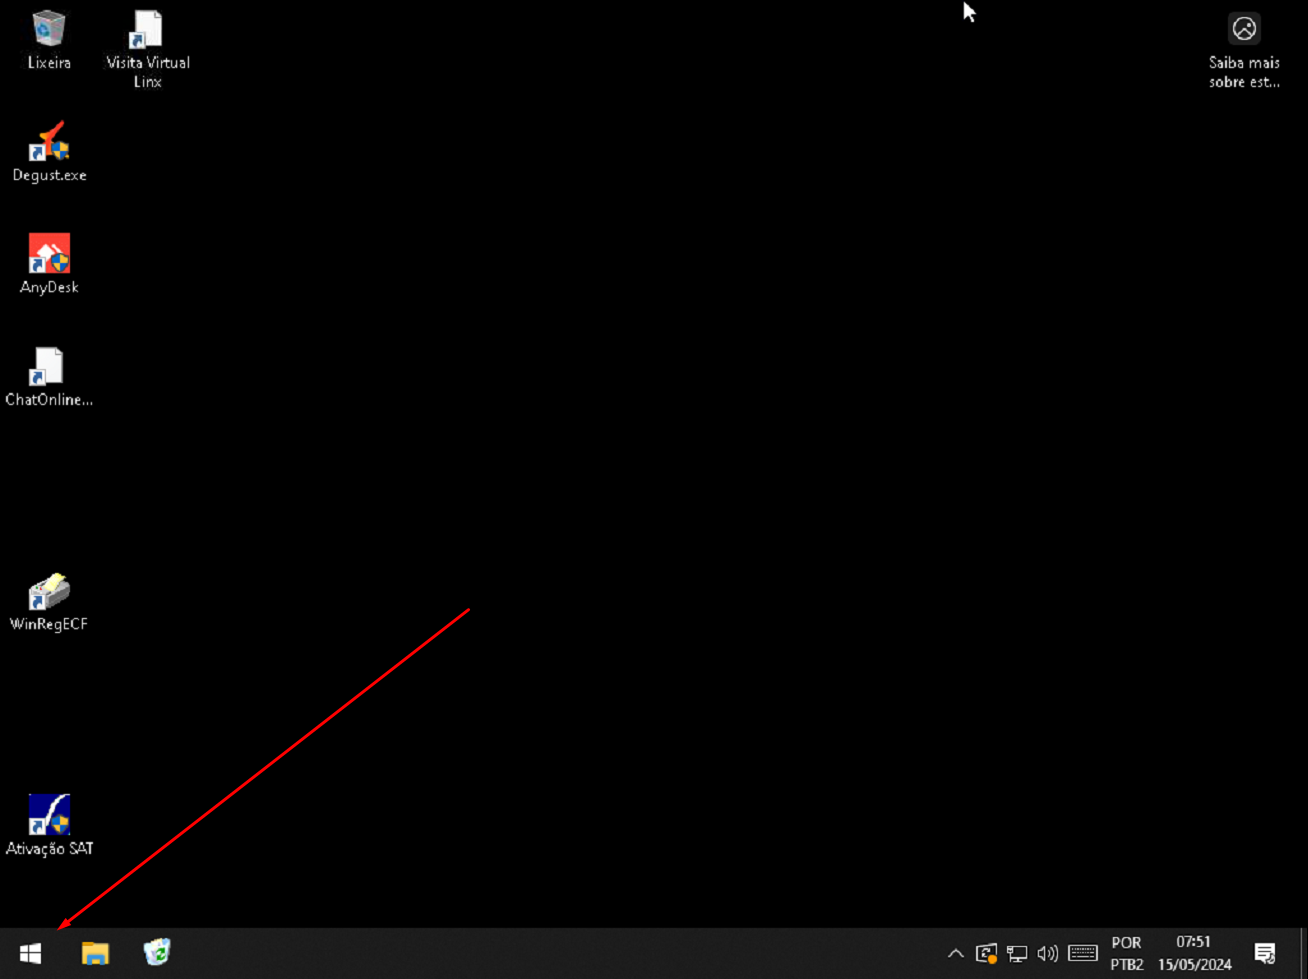 Lixeira
Visita Virtual
Linx
Saiba mais
sobre est...
Degust.exe
AnyDesk
ChatOnline...
WinRegECF
Ativação SAT
POR
PTB2
07:51
15/05/2024